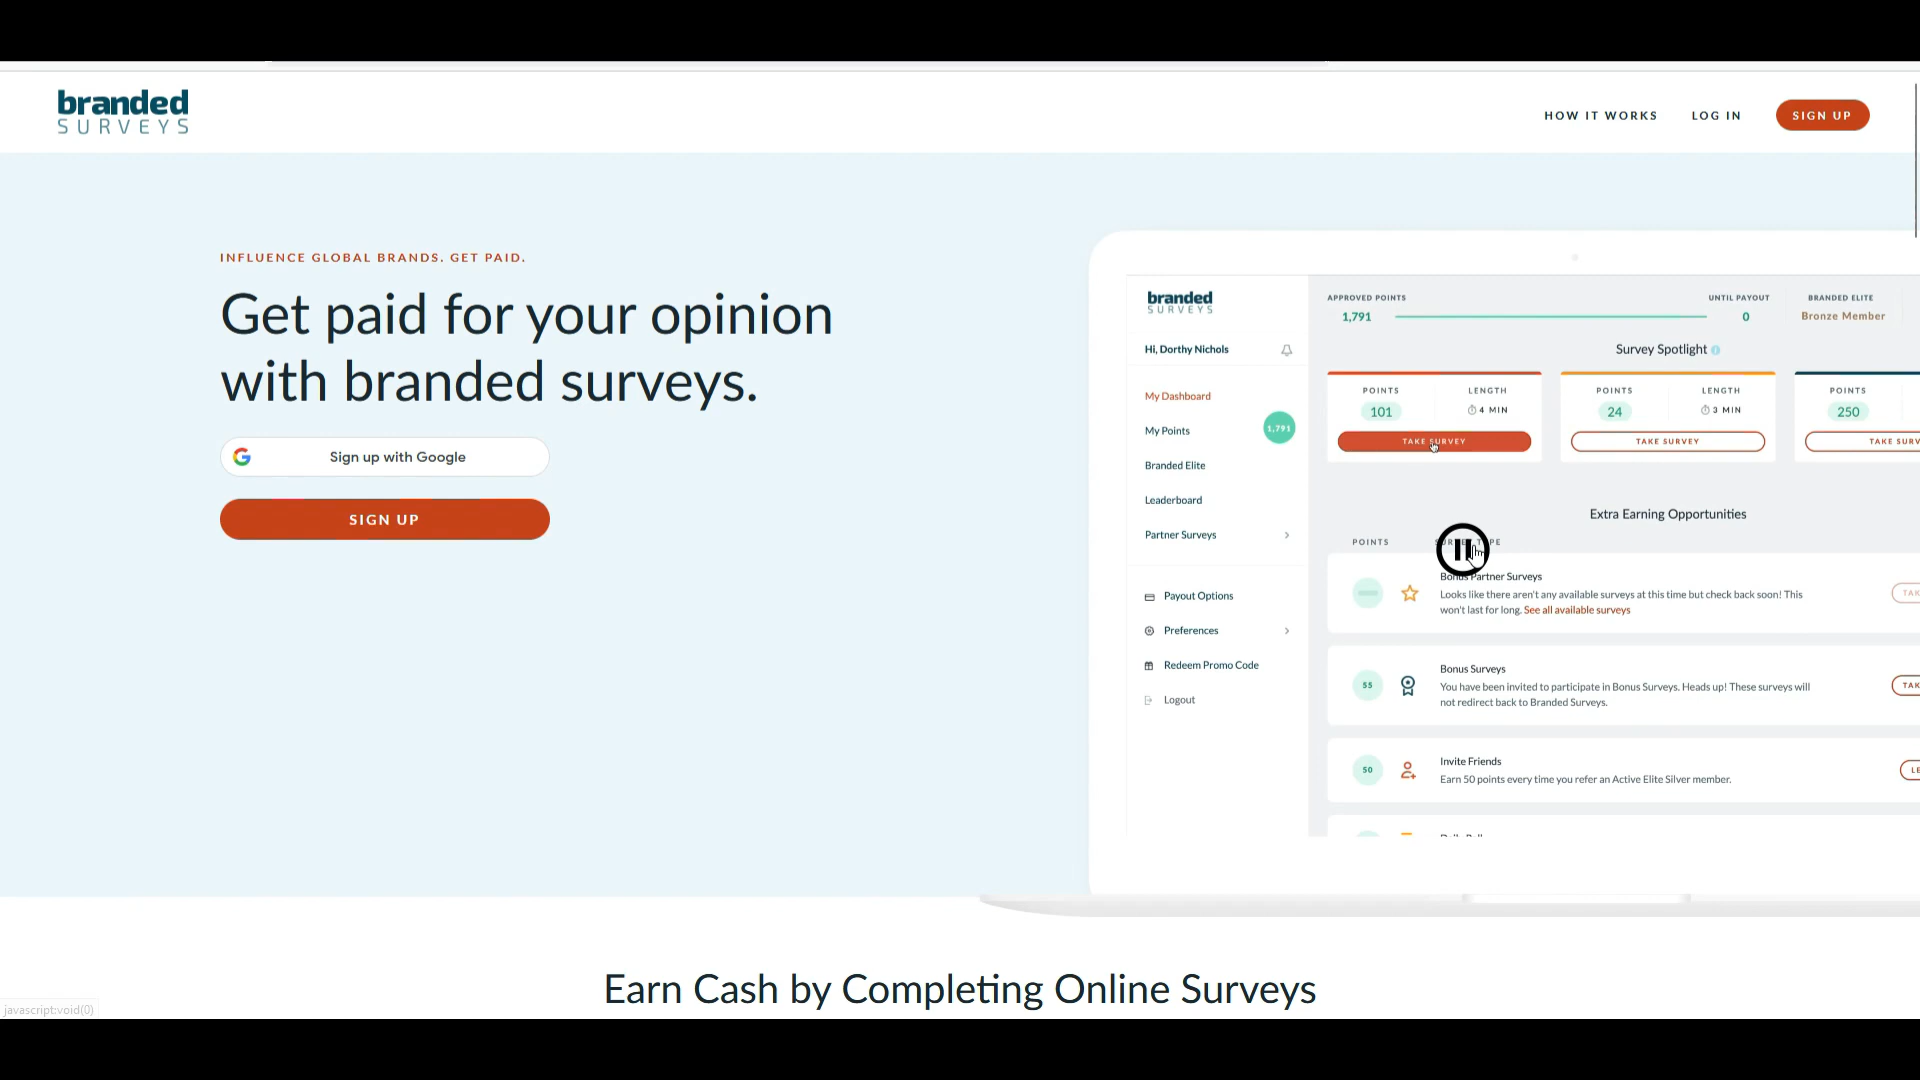 branded
SURVEYS
HOW IT WORKS
LOG IN
SIGN UP
INFLUENCE GLOBAL BRANDS. GET PAID.
Get paid for your opinion
with branded surveys.
Sign up with Google
SIGN UP
branded
SURVEYS
Hi, Dorthy Nichols
My Dashboard
My Points
1,791
Branded Elite
Leaderboard
Partner Surveys
Payout Options
Preferences
Redeem Promo Code
Logout
APPROVED POINTS
1,791
UNTIL PAYOUT
0
BRANDED ELITE
Bronze Member
Survey Spotlight
POINTS
LENGTH
101
4 MIN
TAKE SURVEY
POINTS
LENGTH
24
3 MIN
TAKE SURVEY
POINTS
250
TAKE SURV
Extra Earning Opportunities
POINTS
Bonus Partner Surveys
Looks like there aren't any available surveys at this time but check back soon! This
won't last for long. See all available surveys
TAK
55
Bonus Surveys
You have been invited to participate in Bonus Surveys. Heads up! These surveys will
not redirect back to Branded Surveys.
TAK
50
Invite Friends
Earn 50 points every time you refer an Active Elite Silver member.
LE
Earn Cash by Completing Online Surveys
javascript:void(0)